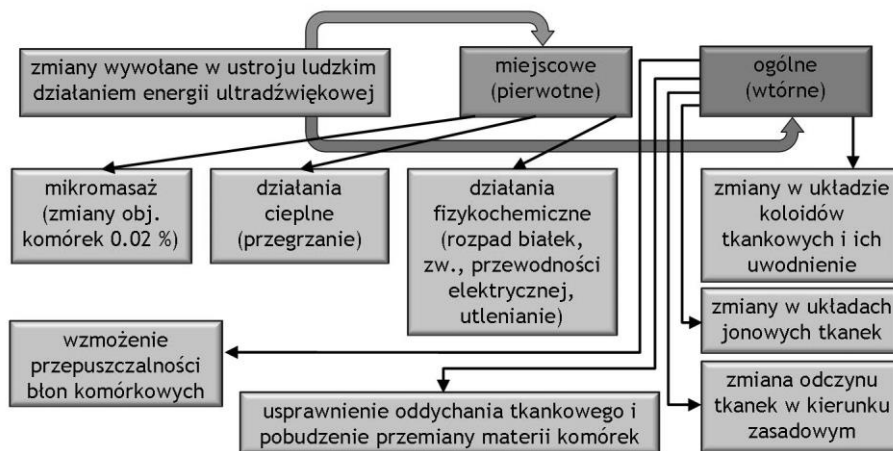 zmiany wywołane w ustroju ludzkim
działaniem energii ultradźwiękowej
miejscowe
(pierwotne)
ogólne
(wtórne)
mikromasaż
(zmiany obj.
komórek 0.02 %)
działania
cieplne
(przegrzanie)
działania
fizykochemiczne
(rozpad białek,
zw., przewodności
elektrycznej,
utlenianie)
zmiany w układzie
koloidów
tkankowych i ich
uwodnienie
zmiany w układach
jonowych tkanek
wzmożenie
przepuszczalności
błon komórkowych
usprawnienie oddychania tkankowego i
pobudzenie przemiany materii komórek
zmiana odczynu
tkanek w kierunku
zasadowym